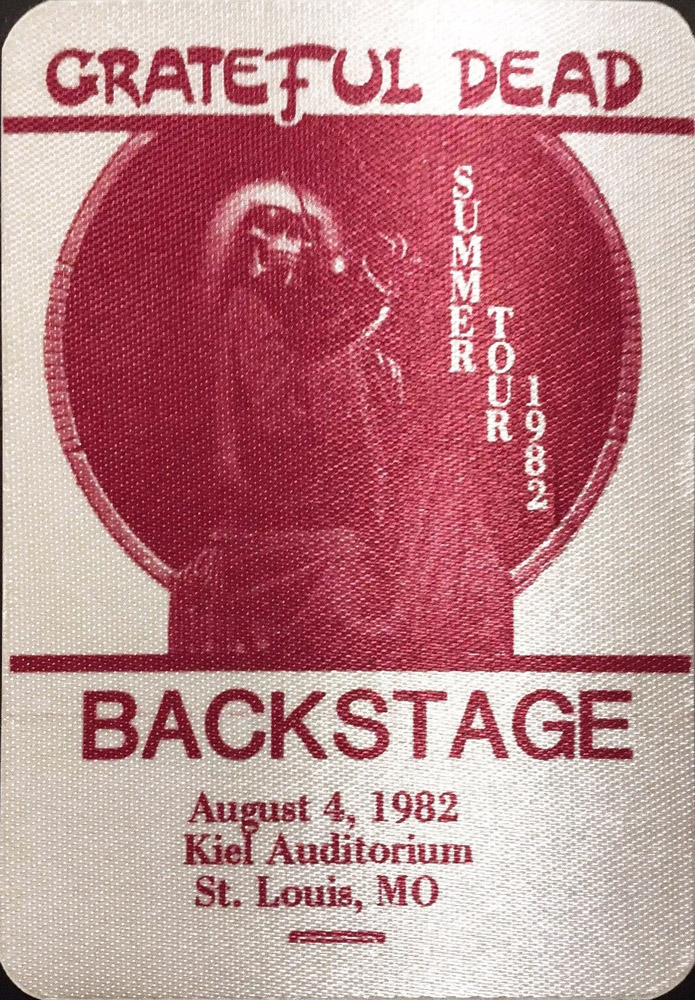 GRATEFUL DEAD
SUMMER
TOUR
1982
BACKSTAGE
August 4, 1982
Kiel Auditorium
St. Louis, MO